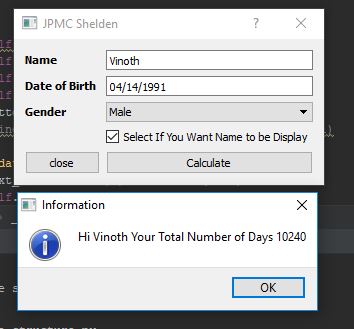 JPMC Shelden
Name Vinoth
Date of Birth 04/14/1991
Gender Male
Select If You Want Name to be Display
close Calculate
Information
Hi Vinoth Your Total Number of Days 10240
OK